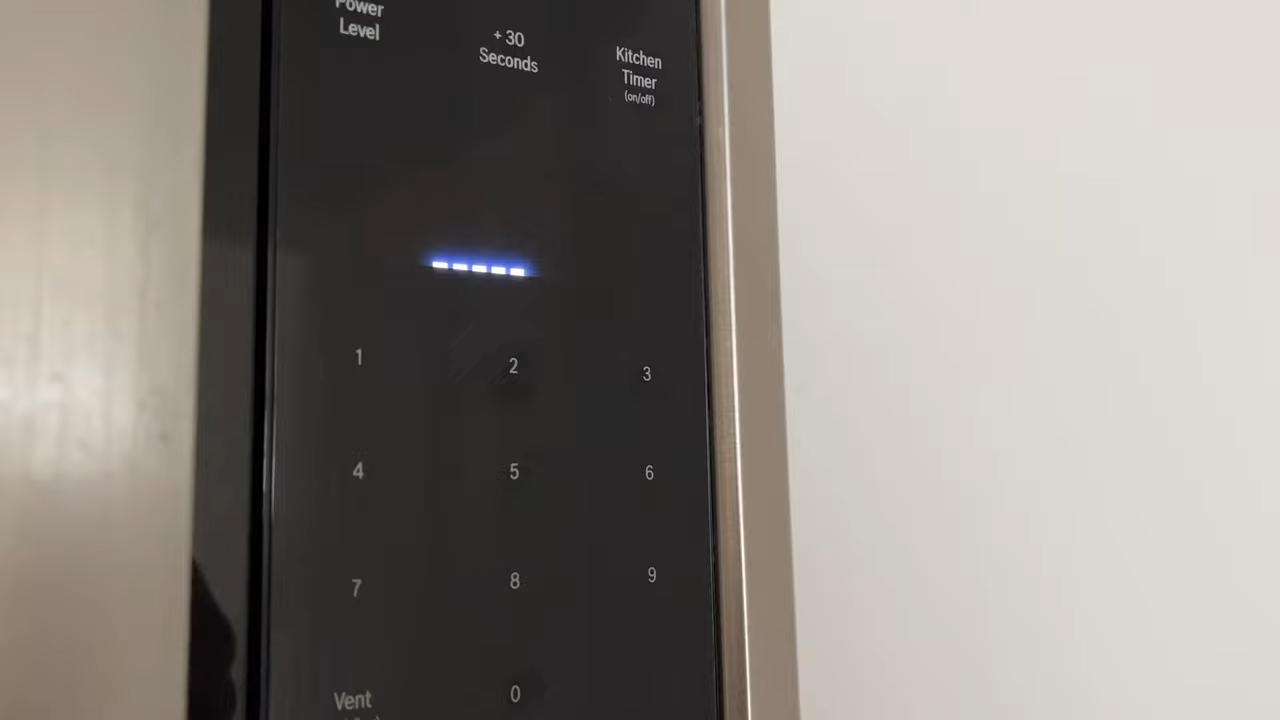 Power
Level
+ 30
Seconds
Kitchen
Timer
(on/off)
1
2
3
4
5
6
7
8
9
Vent
0